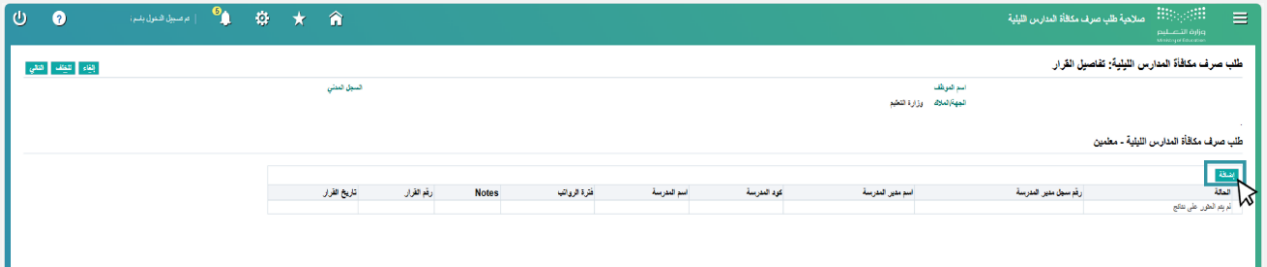 صلاحية طلب صرف مكافأة المدارس الليلية
وزارة التعليم
Ministry of Education
تم تسجيل الدخول باسم:
5
?
طلب صرف مكافأة المدارس الليلية: تفاصيل القرار
إلغاء
للخلف
التالي
اسم الموظف
السجل المدني
الجهة/الملاك وزارة التعليم
.
طلب صرف مكافأة المدارس الليلية - معلمين
إضافة
الحالة رقم سجل مدير المدرسة اسم مدير المدرسة كود المدرسة اسم المدرسة فترة الرواتب Notes رقم القرار تاريخ القرار
لم يتم العثور على نتائج